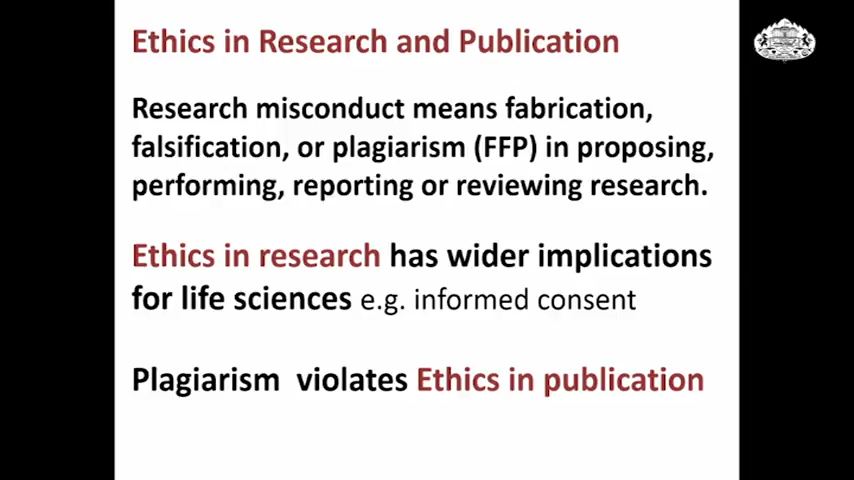 Ethics in Research and Publication
Research misconduct means fabrication,
falsification, or plagiarism (FFP) in proposing,
performing, reporting or reviewing research.
Ethics in research has wider implications
for life sciences e.g. informed consent
Plagiarism violates Ethics in publication